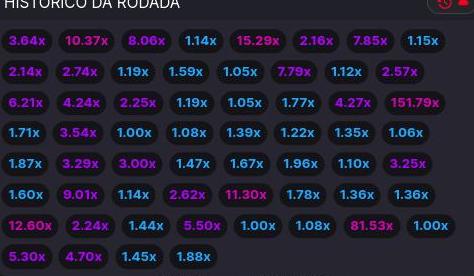 HISTÓRICO DA RODADA
3.64x 10.37x 8.06x 1.14x 15.29x 2.16x 7.85x 1.15x
2.14x 2.74x 1.19x 1.59x 1.05x 7.79x 1.12x 2.57x
6.21x 4.24x 2.25x 1.19x 1.05x 1.77x 4.27x 151.79x
1.71x 3.54x 1.00x 1.08x 1.39x 1.22x 1.35x 1.06x
1.87x 3.29x 3.00x 1.47x 1.67x 1.96x 1.10x 3.25x
1.60x 9.01x 1.14x 2.62x 11.30x 1.78x 1.36x 1.36x
12.60x 2.24x 1.44x 5.50x 1.00x 1.08x 81.53x 1.00x
5.30x 4.70x 1.45x 1.88x